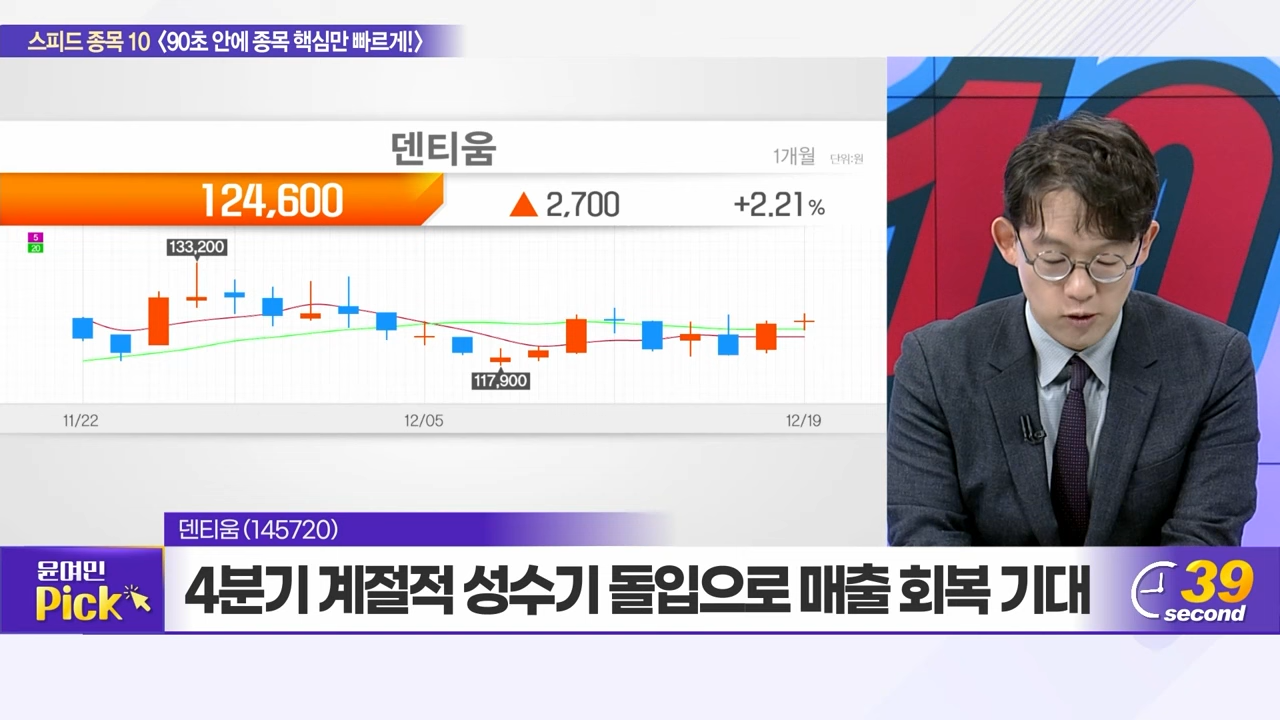 스피드 종목 10 〈90초 안에 종목 핵심만 빠르게!〉
덴티움
1개월 단위:원
124,600 ▲ 2,700 +2.21%
5
20
133,200
117,900
11/22 12/05 12/19
10
덴티움(145720)
윤여민
Pick
4분기 계절적 성수기 돌입으로 매출 회복 기대
39
second